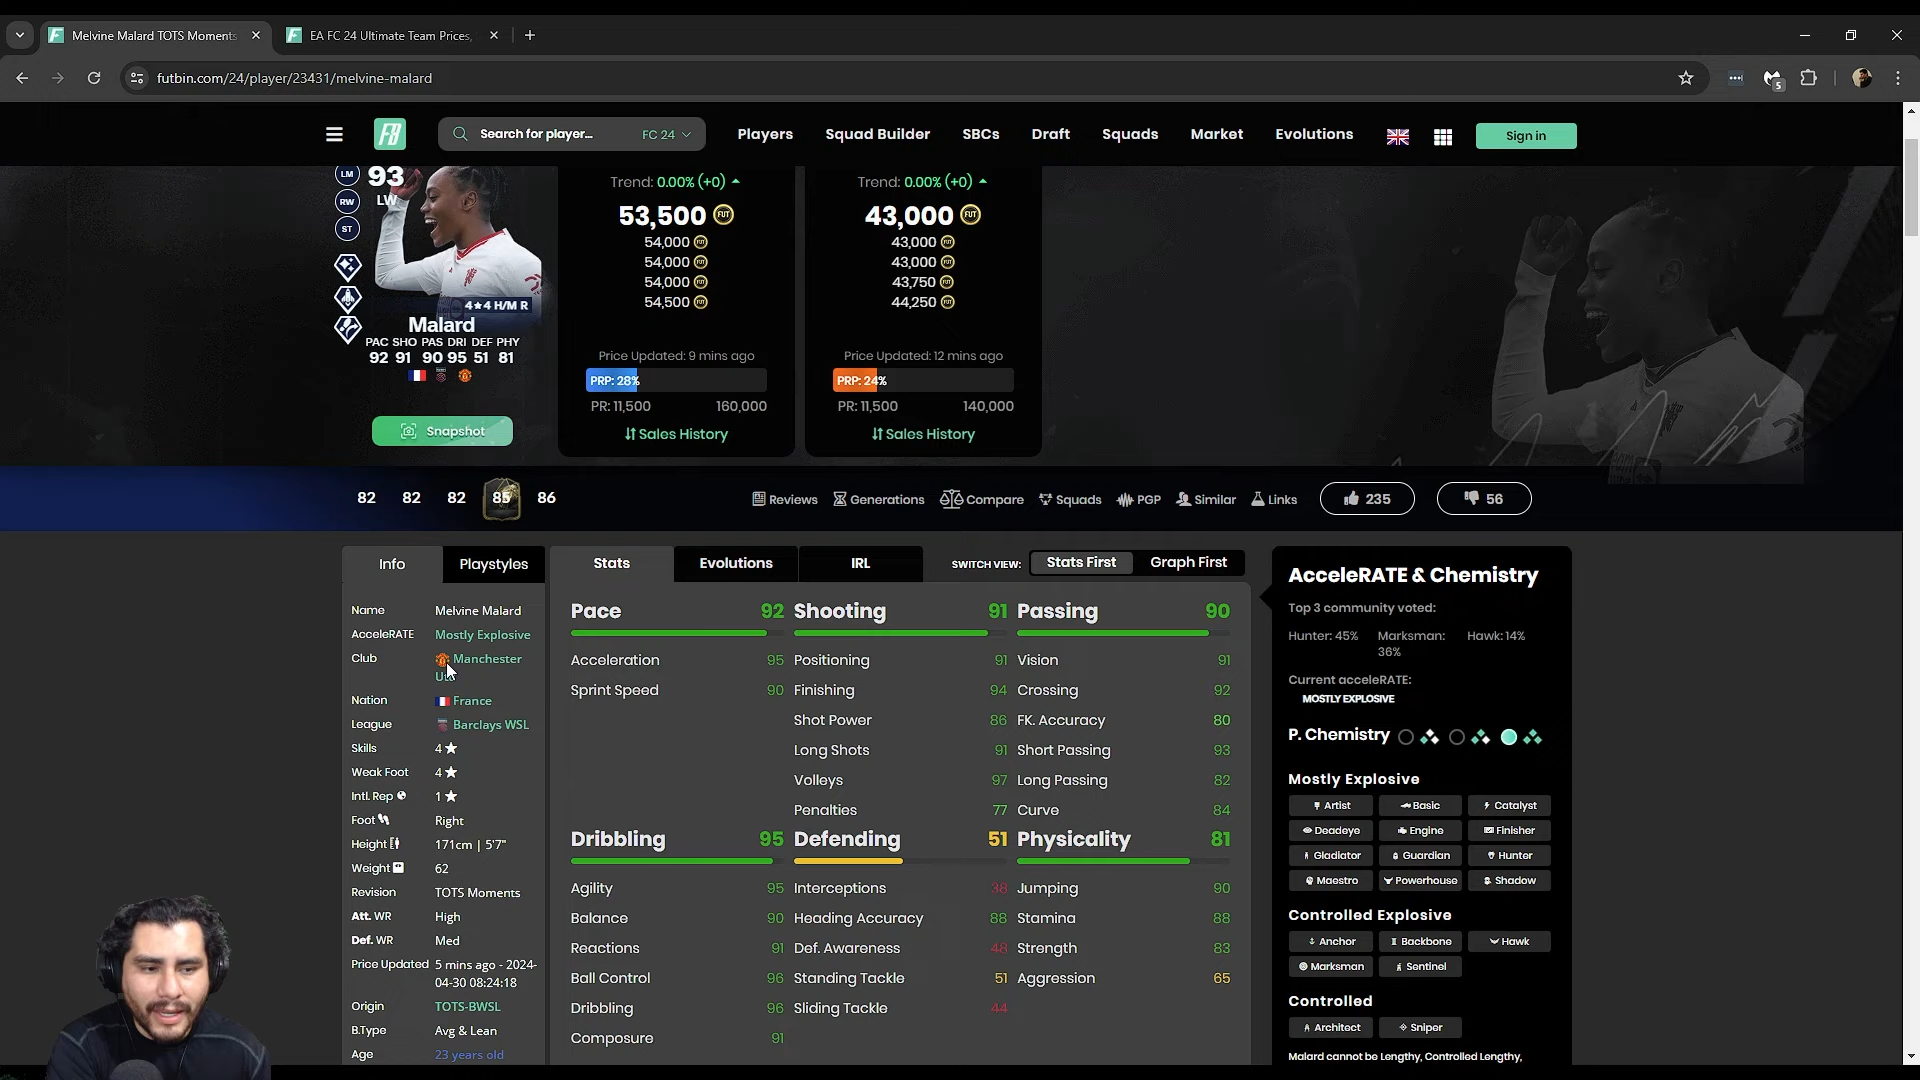 Melvine Malard TOTS Moments
EA FC 24 Ultimate Team Prices,
futbin.com/24/player/23431/melvine-malard
5
Search for player...
FC 24
Players
Squad Builder
SBCs
Draft
Squads
Market
Evolutions
Sign in
LM
RW
ST
93
LW
4★4 H/M R
Malard
PAC SHO PAS DRI DEF PHY
92 91 90 95 51 81
Snapshot
Trend: 0.00% (+0)
53,500
54,000
54,000
54,000
54,500
Price Updated: 9 mins ago
PRP: 28%
PR: 11,500 160,000
Sales History
Trend: 0.00% (+0)
43,000
43,000
43,000
43,750
44,250
Price Updated: 12 mins ago
PRP: 24%
PR: 11,500 140,000
Sales History
82 82 82 85 86
Reviews
Generations
Compare
Squads
PGP
Similar
Links
235
56
Info
Playstyles
Name Melvine Malard
AcceleRATE Mostly Explosive
Club Manchester
Nation France
League Barclays WSL
Skills 4★
Weak Foot 4★
Intl. Rep 1★
Foot Right
Height 171cm | 5'7"
Weight 62
Revision TOTS Moments
Att. WR High
Def. WR Med
Price Updated 5 mins ago - 2024-
04-30 08:24:18
Origin TOTS-BWSL
B.Type Avg & Lean
Age 23 years old
Stats
Evolutions
IRL
SWITCH VIEW:
Stats First
Graph First
Pace 92
Acceleration 95
Sprint Speed 90
Shooting 91
Positioning 91
Finishing 94
Shot Power 86
Long Shots 91
Volleys 97
Penalties 77
Passing 90
Vision 91
Crossing 92
FK. Accuracy 80
Short Passing 93
Long Passing 82
Curve 84
Dribbling 95
Agility 95
Balance 90
Reactions 91
Ball Control 96
Dribbling 96
Composure 91
Defending 51
Interceptions 38
Heading Accuracy 88
Def. Awareness 48
Standing Tackle 51
Sliding Tackle 44
Physicality 81
Jumping 90
Stamina 88
Strength 83
Aggression 65
AcceleRATE & Chemistry
Top 3 community voted:
Hunter: 45% Marksman: Hawk: 14%
36%
Current acceleRATE:
MOSTLY EXPLOSIVE
P. Chemistry
Mostly Explosive
Artist Basic Catalyst
Deadeye Engine Finisher
Gladiator Guardian Hunter
Maestro Powerhouse Shadow
Controlled Explosive
Anchor Backbone Hawk
Marksman Sentinel
Controlled
Architect Sniper
Malard cannot be Lengthy, Controlled Lengthy,